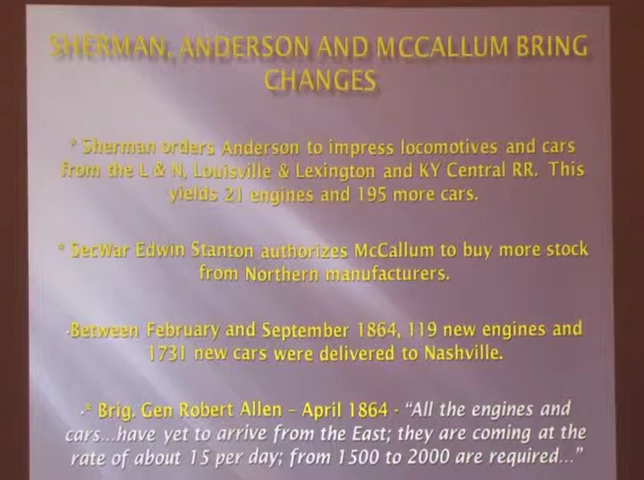 SHERMAN, ANDERSON AND MCCALLUM BRING
CHANGES
* Sherman orders Anderson to impress locomotives and cars
from the L & N, Louisville & Lexington and KY Central RR. This
yields 21 engines and 195 more cars.
* SecWar Edwin Stanton authorizes McCallum to buy more stock
from Northern manufacturers.
·Between February and September 1864, 119 new engines and
1731 new cars were delivered to Nashville.
·* Brig. Gen Robert Allen – April 1864 - “All the engines and
cars...have yet to arrive from the East; they are coming at the
rate of about 15 per day; from 1500 to 2000 are required...”